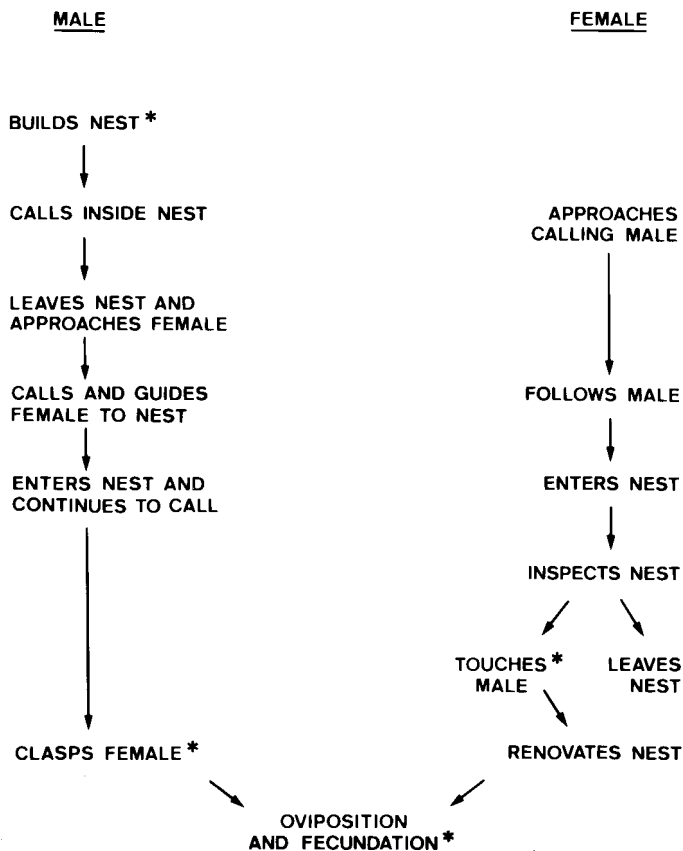 MALE
FEMALE
BUILDS NEST*
CALLS INSIDE NEST
APPROACHES
CALLING MALE
LEAVES NEST AND
APPROACHES FEMALE
CALLS AND GUIDES
FEMALE TO NEST
FOLLOWS MALE
ENTERS NEST AND
CONTINUES TO CALL
ENTERS NEST
INSPECTS NEST
TOUCHES*
MALE
LEAVES
NEST
CLASPS FEMALE*
RENOVATES NEST
OVIPOSITION
AND FECUNDATION*